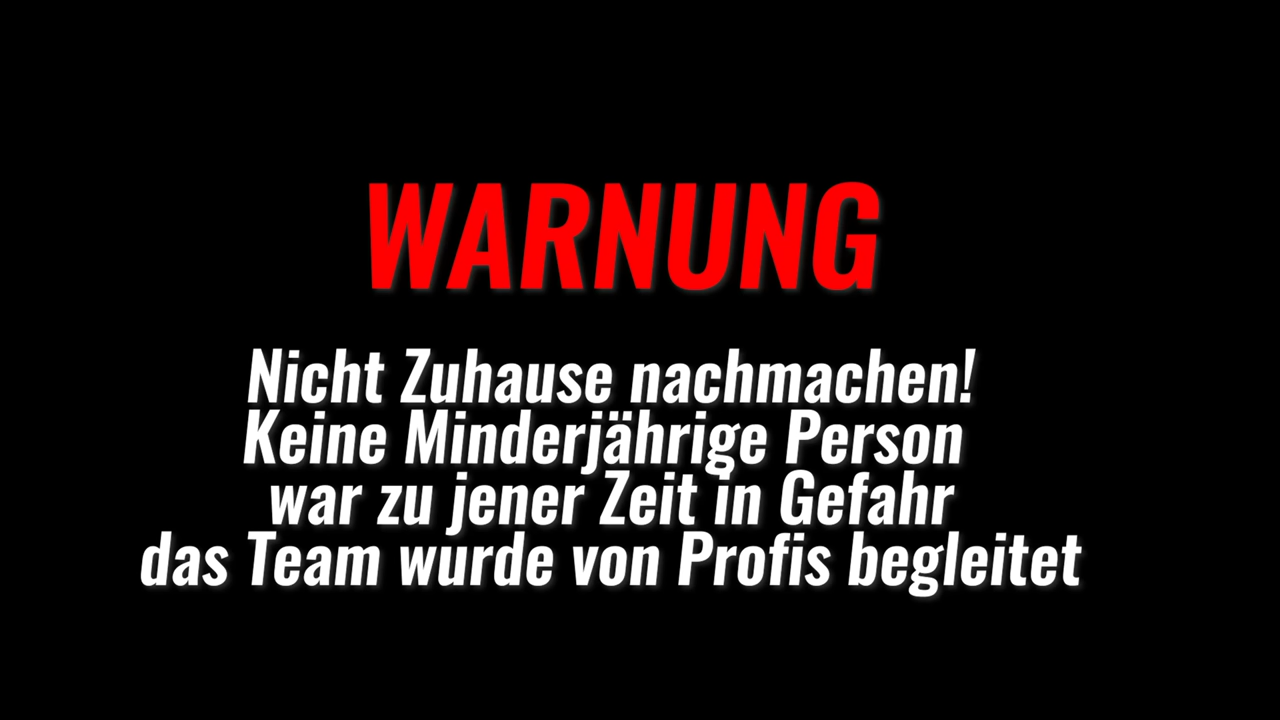 WARNUNG
Nicht Zuhause nachmachen!
Keine Minderjährige Person
war zu jener Zeit in Gefahr
das Team wurde von Profis begleitet